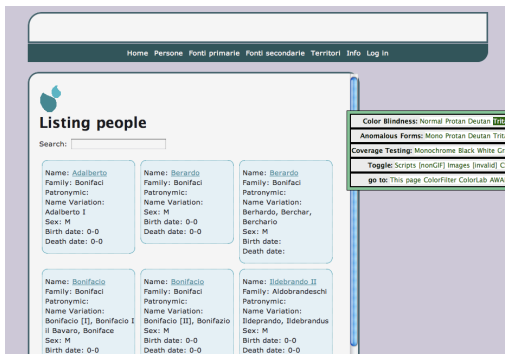 Home Persone Fonti primarie Fonti secondarie Territori Info Log in
Listing people
Search:
Name: Adalberto
Family: Bonifaci
Patronymic:
Name Variation:
Adalberto I
Sex: M
Birth date: 0-0
Death date: 0-0
Name: Berardo
Family: Bonifaci
Patronymic:
Name Variation:
Sex: M
Birth date: 0-0
Death date: 0-0
Name: Berardo
Family: Bonifaci
Patronymic:
Name Variation:
Berhardo, Berchar,
Berchario
Sex: M
Birth date:
Death date:
Color Blindness: Normal Protan Deutan Trita
Anomalous Forms: Mono Protan Deutan Trita
Coverage Testing: Monochrome Black White Gr
Toggle: Scripts [nonGIF] Images [invalid]
go to: This page ColorFilter ColorLab AWA
Name: Bonifacio
Family: Bonifaci
Patronymic:
Name Variation:
Bonifacio [I], Bonifacio I
il Bavaro, Boniface
Sex: M
Birth date: 0-0
Name: Bonifacio
Family: Bonifaci
Patronymic:
Name Variation:
Bonifacio [II], Bonifazio
Sex: M
Birth date: 0-0
Death date: 0-0
Name: Ildebrando II
Family: Aldobrandeschi
Patronymic:
Name Variation:
Ildeprando, Ildebrandus
Sex: M
Birth date: 0-0
Death date: 0-0